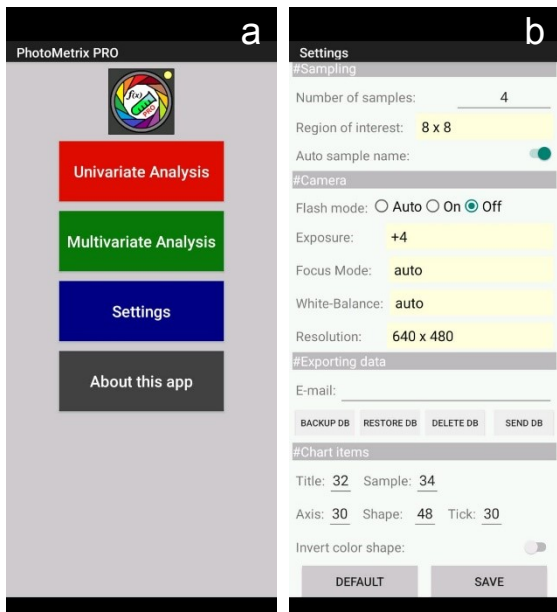 a
PhotoMetrix PRO
f(x)
PRO
Univariate Analysis
Multivariate Analysis
Settings
About this app
b
Settings
#Sampling
Number of samples: 4
Region of interest: 8 x 8
Auto sample name:
#Camera
Flash mode: Auto On Off
Exposure: +4
Focus Mode: auto
White-Balance: auto
Resolution: 640 x 480
#Exporting data
E-mail:
BACKUP DB RESTORE DB DELETE DB SEND DB
#Chart items
Title: 32 Sample: 34
Axis: 30 Shape: 48 Tick: 30
Invert color shape:
DEFAULT SAVE